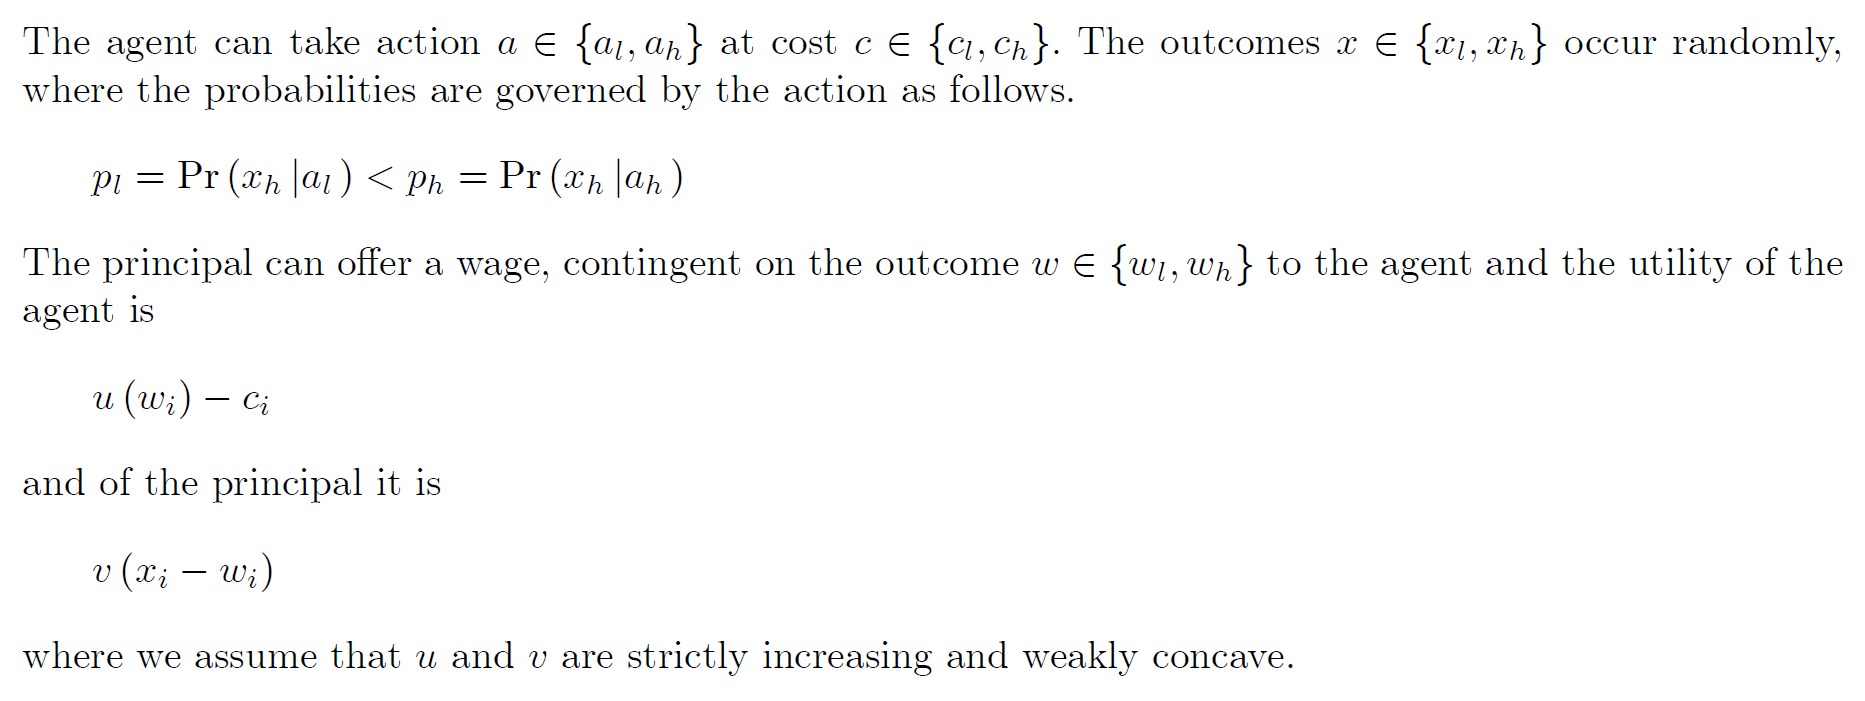 The agent can take action a ∈ {a_l, a_h} at cost c ∈ {c_l, c_h}. The outcomes x ∈ {x_l, x_h} occur randomly,
where the probabilities are governed by the action as follows.
p_l = Pr (x_h |a_l ) < p_h = Pr (x_h |a_h )
The principal can offer a wage, contingent on the outcome w ∈ {w_l, w_h} to the agent and the utility of the
agent is
u (w_i) − c_i
and of the principal it is
v (x_i − w_i)
where we assume that u and v are strictly increasing and weakly concave.